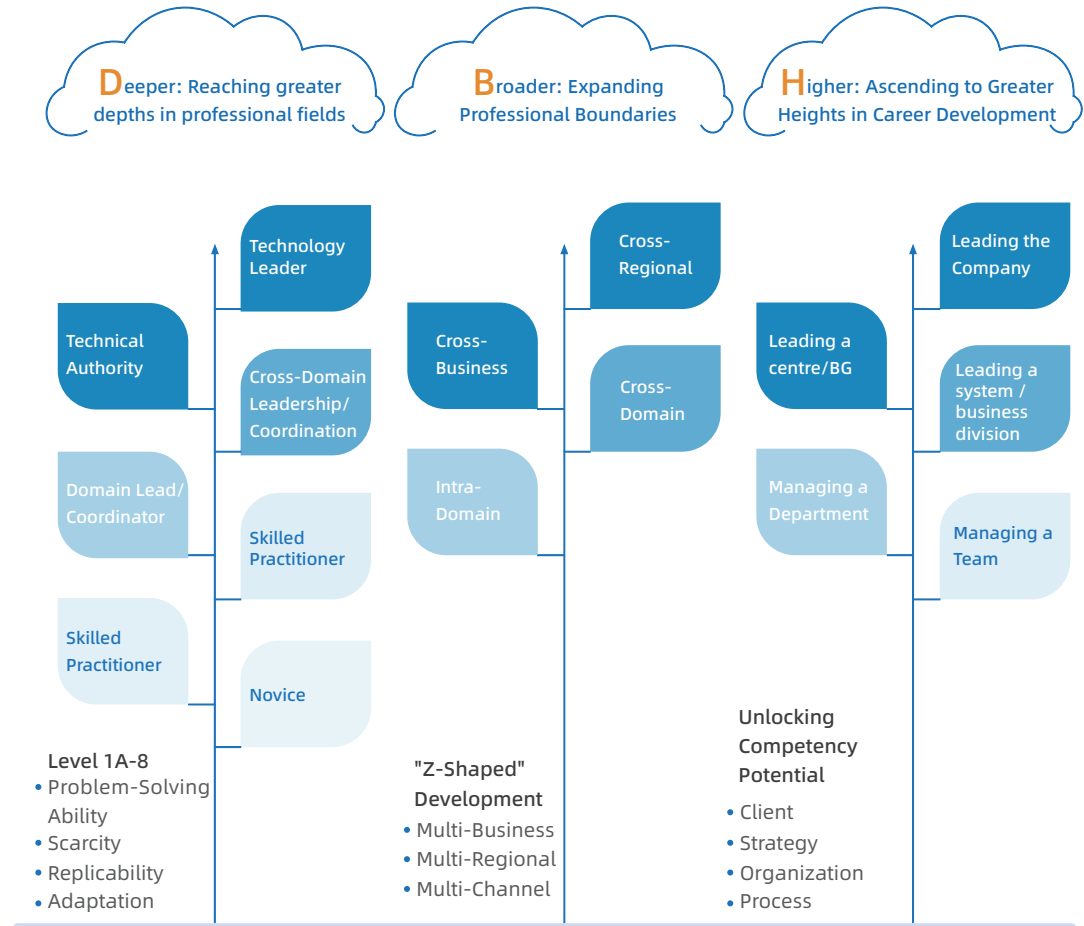 Deeper: Reaching greater
depths in professional fields
Technology
Leader
Technical
Authority
Cross-Domain
Leadership/
Coordination
Domain Lead/
Coordinator
Skilled
Practitioner
Skilled
Practitioner
Novice
Level 1A-8
• Problem-Solving
Ability
• Scarcity
• Replicability
• Adaptation
Broader: Expanding
Professional Boundaries
Cross-
Regional
Cross-
Business
Cross-
Domain
Intra-
Domain
"Z-Shaped"
Development
• Multi-Business
• Multi-Regional
• Multi-Channel
Higher: Ascending to Greater
Heights in Career Development
Leading the
Company
Leading a
centre/BG
Leading a
system /
business
division
Managing a
Department
Managing a
Team
Unlocking
Competency
Potential
• Client
• Strategy
• Organization
• Process